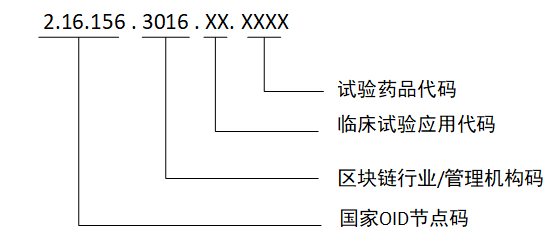 2.16.156 . 3016 . XX. XXXX
试验药品代码
临床试验应用代码
区块链行业/管理机构码
国家OID节点码